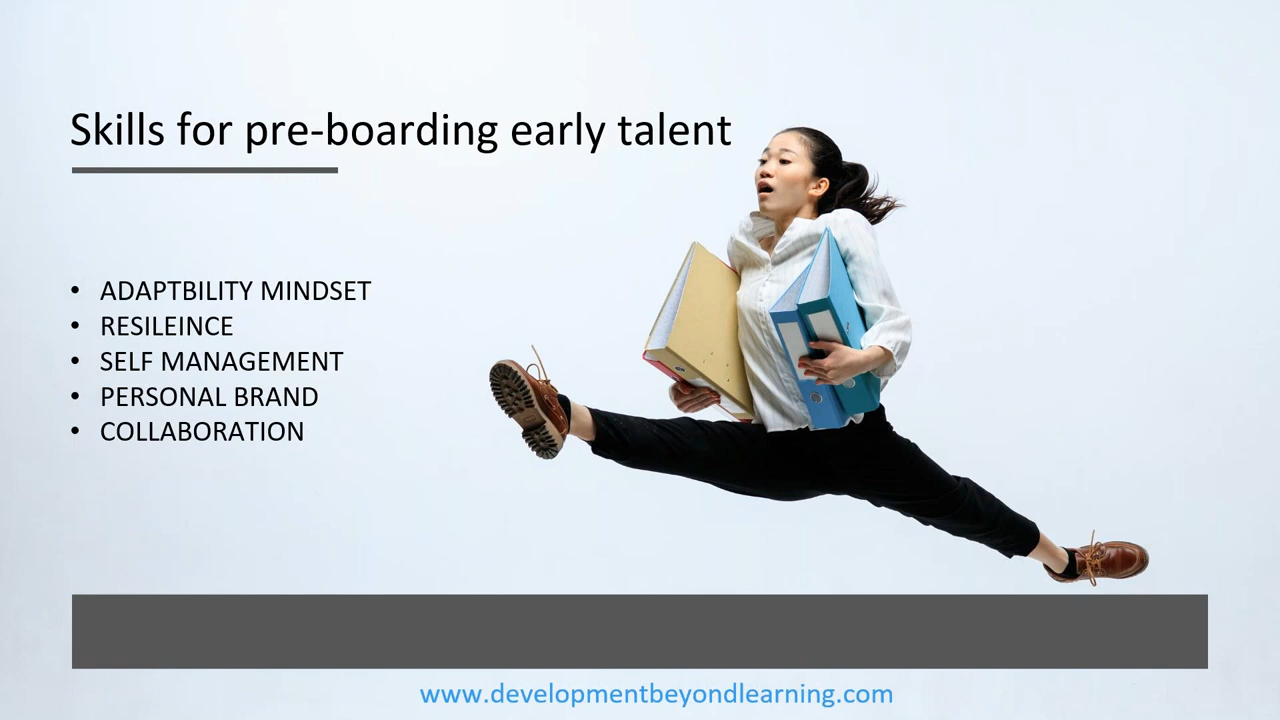 Skills for pre-boarding early talent
• ADAPTBILITY MINDSET
• RESILEINCE
• SELF MANAGEMENT
• PERSONAL BRAND
• COLLABORATION
www.developmentbeyondlearning.com